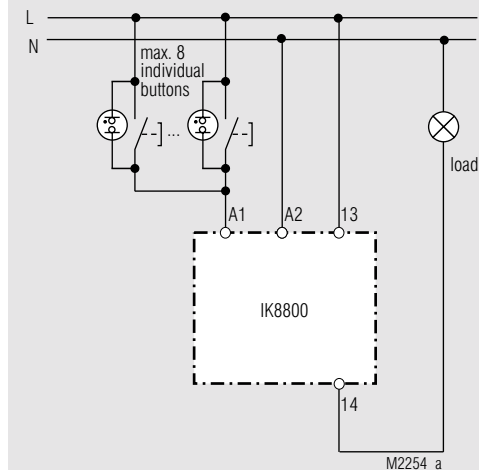 L
N
max. 8
individual
buttons
...
load
A1 A2 13
IK8800
14
M2254_a